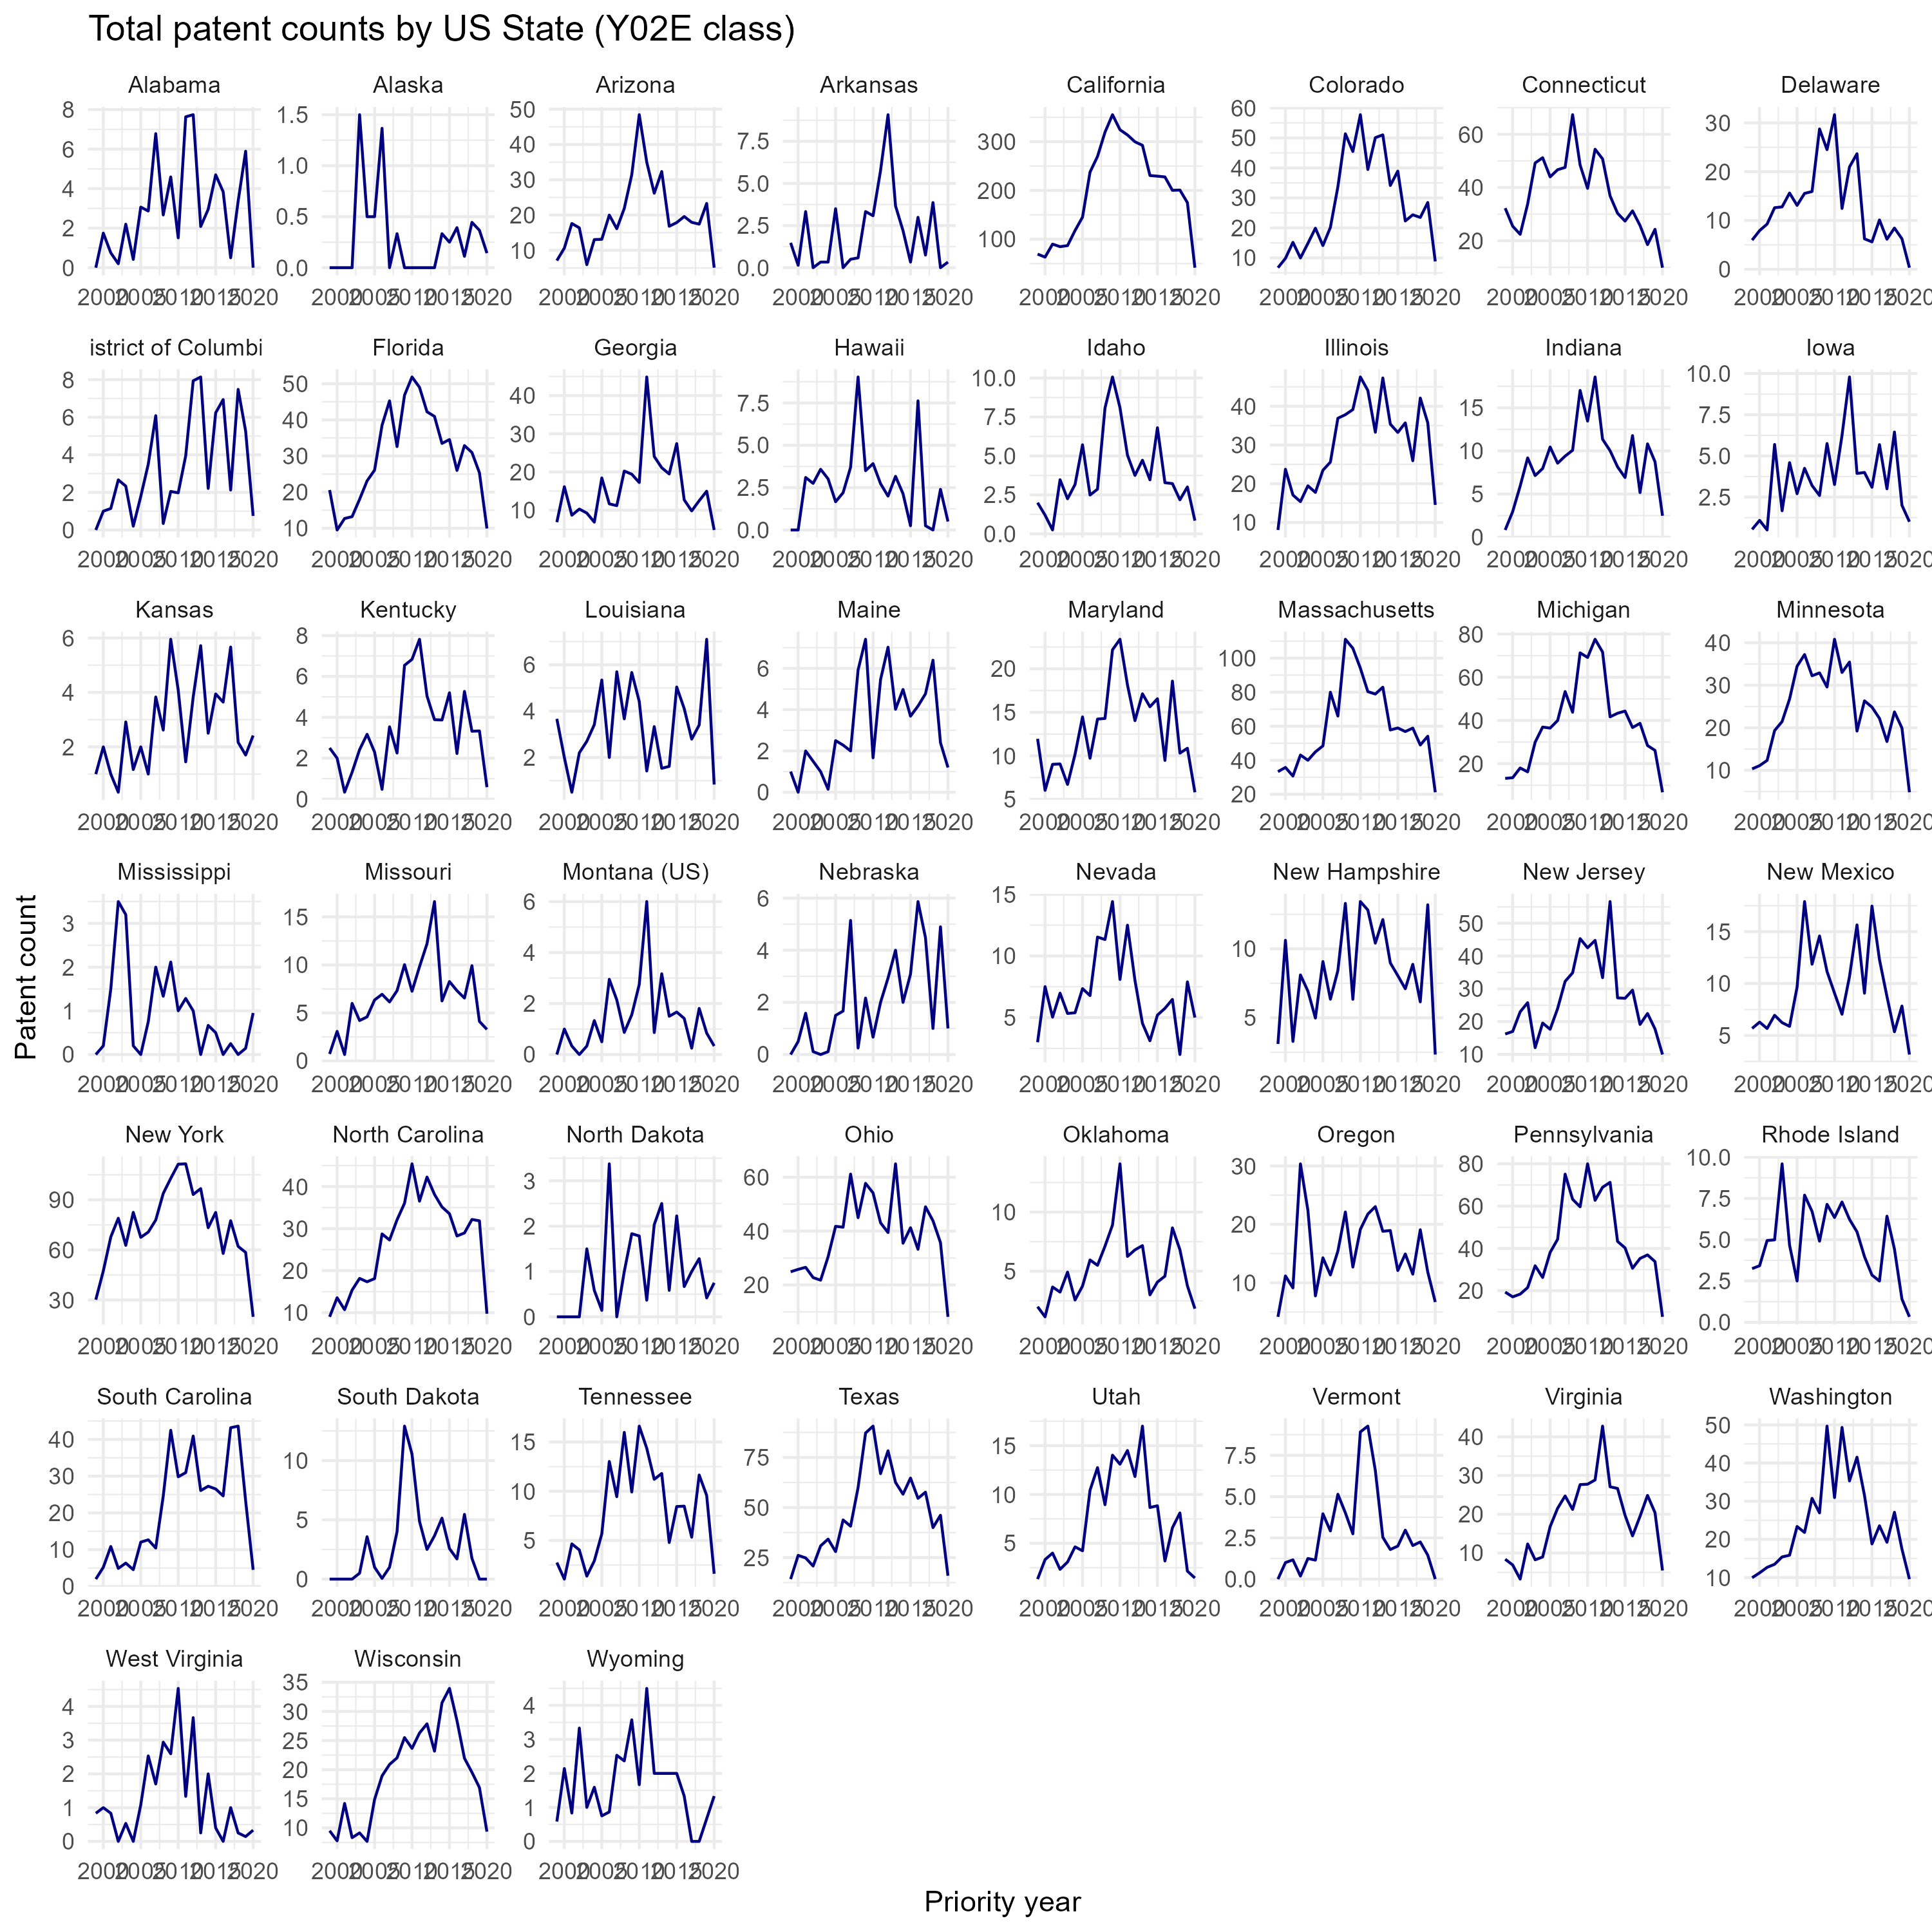 Total patent counts by US State (Y02E class)
Alabama Alaska Arizona Arkansas California Colorado Connecticut Delaware
8 6 4 2 0
1.5 1.0 0.5 0.0
50 40 30 20 10
7.5 5.0 2.5 0.0
300 200 100
60 50 40 30 20 10
60 40 20
30 20 10 0
2000 2005 2010 2015 2020 2000 2005 2010 2015 2020 2000 2005 2010 2015 2020 2000 2005 2010 2015 2020 2000 2005 2010 2015 2020 2000 2005 2010 2015 2020 2000 2005 2010 2015 2020 2000 2005 2010 2015 2020
istrict of Columbi Florida Georgia Hawaii Idaho Illinois Indiana Iowa
8 6 4 2 0
50 40 30 20 10
40 30 20 10
7.5 5.0 2.5 0.0
10.0 7.5 5.0 2.5 0.0
40 30 20 10
15 10 5 0
10.0 7.5 5.0 2.5
2000 2005 2010 2015 2020 2000 2005 2010 2015 2020 2000 2005 2010 2015 2020 2000 2005 2010 2015 2020 2000 2005 2010 2015 2020 2000 2005 2010 2015 2020 2000 2005 2010 2015 2020 2000 2005 2010 2015 2020
Kansas Kentucky Louisiana Maine Maryland Massachusetts Michigan Minnesota
6 4 2
8 6 4 2 0
6 4 2
6 4 2 0
20 15 10 5
100 80 60 40 20
80 60 40 20
40 30 20 10
2000 2005 2010 2015 2020 2000 2005 2010 2015 2020 2000 2005 2010 2015 2020 2000 2005 2010 2015 2020 2000 2005 2010 2015 2020 2000 2005 2010 2015 2020 2000 2005 2010 2015 2020 2000 2005 2010 2015 2020
Mississippi Missouri Montana (US) Nebraska Nevada New Hampshire New Jersey New Mexico
3 2 1 0
15 10 5 0
6 4 2 0
6 4 2 0
15 10 5
10 5
50 40 30 20 10
15 10 5
2000 2005 2010 2015 2020 2000 2005 2010 2015 2020 2000 2005 2010 2015 2020 2000 2005 2010 2015 2020 2000 2005 2010 2015 2020 2000 2005 2010 2015 2020 2000 2005 2010 2015 2020 2000 2005 2010 2015 2020
New York North Carolina North Dakota Ohio Oklahoma Oregon Pennsylvania Rhode Island
90 60 30
40 30 20 10
3 2 1 0
60 40 20
10 5
30 20 10
80 60 40 20
10.0 7.5 5.0 2.5 0.0
2000 2005 2010 2015 2020 2000 2005 2010 2015 2020 2000 2005 2010 2015 2020 2000 2005 2010 2015 2020 2000 2005 2010 2015 2020 2000 2005 2010 2015 2020 2000 2005 2010 2015 2020 2000 2005 2010 2015 2020
South Carolina South Dakota Tennessee Texas Utah Vermont Virginia Washington
40 30 20 10 0
10 5 0
15 10 5
75 50 25
15 10 5
7.5 5.0 2.5 0.0
40 30 20 10
50 40 30 20 10
2000 2005 2010 2015 2020 2000 2005 2010 2015 2020 2000 2005 2010 2015 2020 2000 2005 2010 2015 2020 2000 2005 2010 2015 2020 2000 2005 2010 2015 2020 2000 2005 2010 2015 2020 2000 2005 2010 2015 2020
West Virginia Wisconsin Wyoming
4 3 2 1 0
35 30 25 20 15 10
4 3 2 1 0
2000 2005 2010 2015 2020 2000 2005 2010 2015 2020 2000 2005 2010 2015 2020
Patent count
Priority year